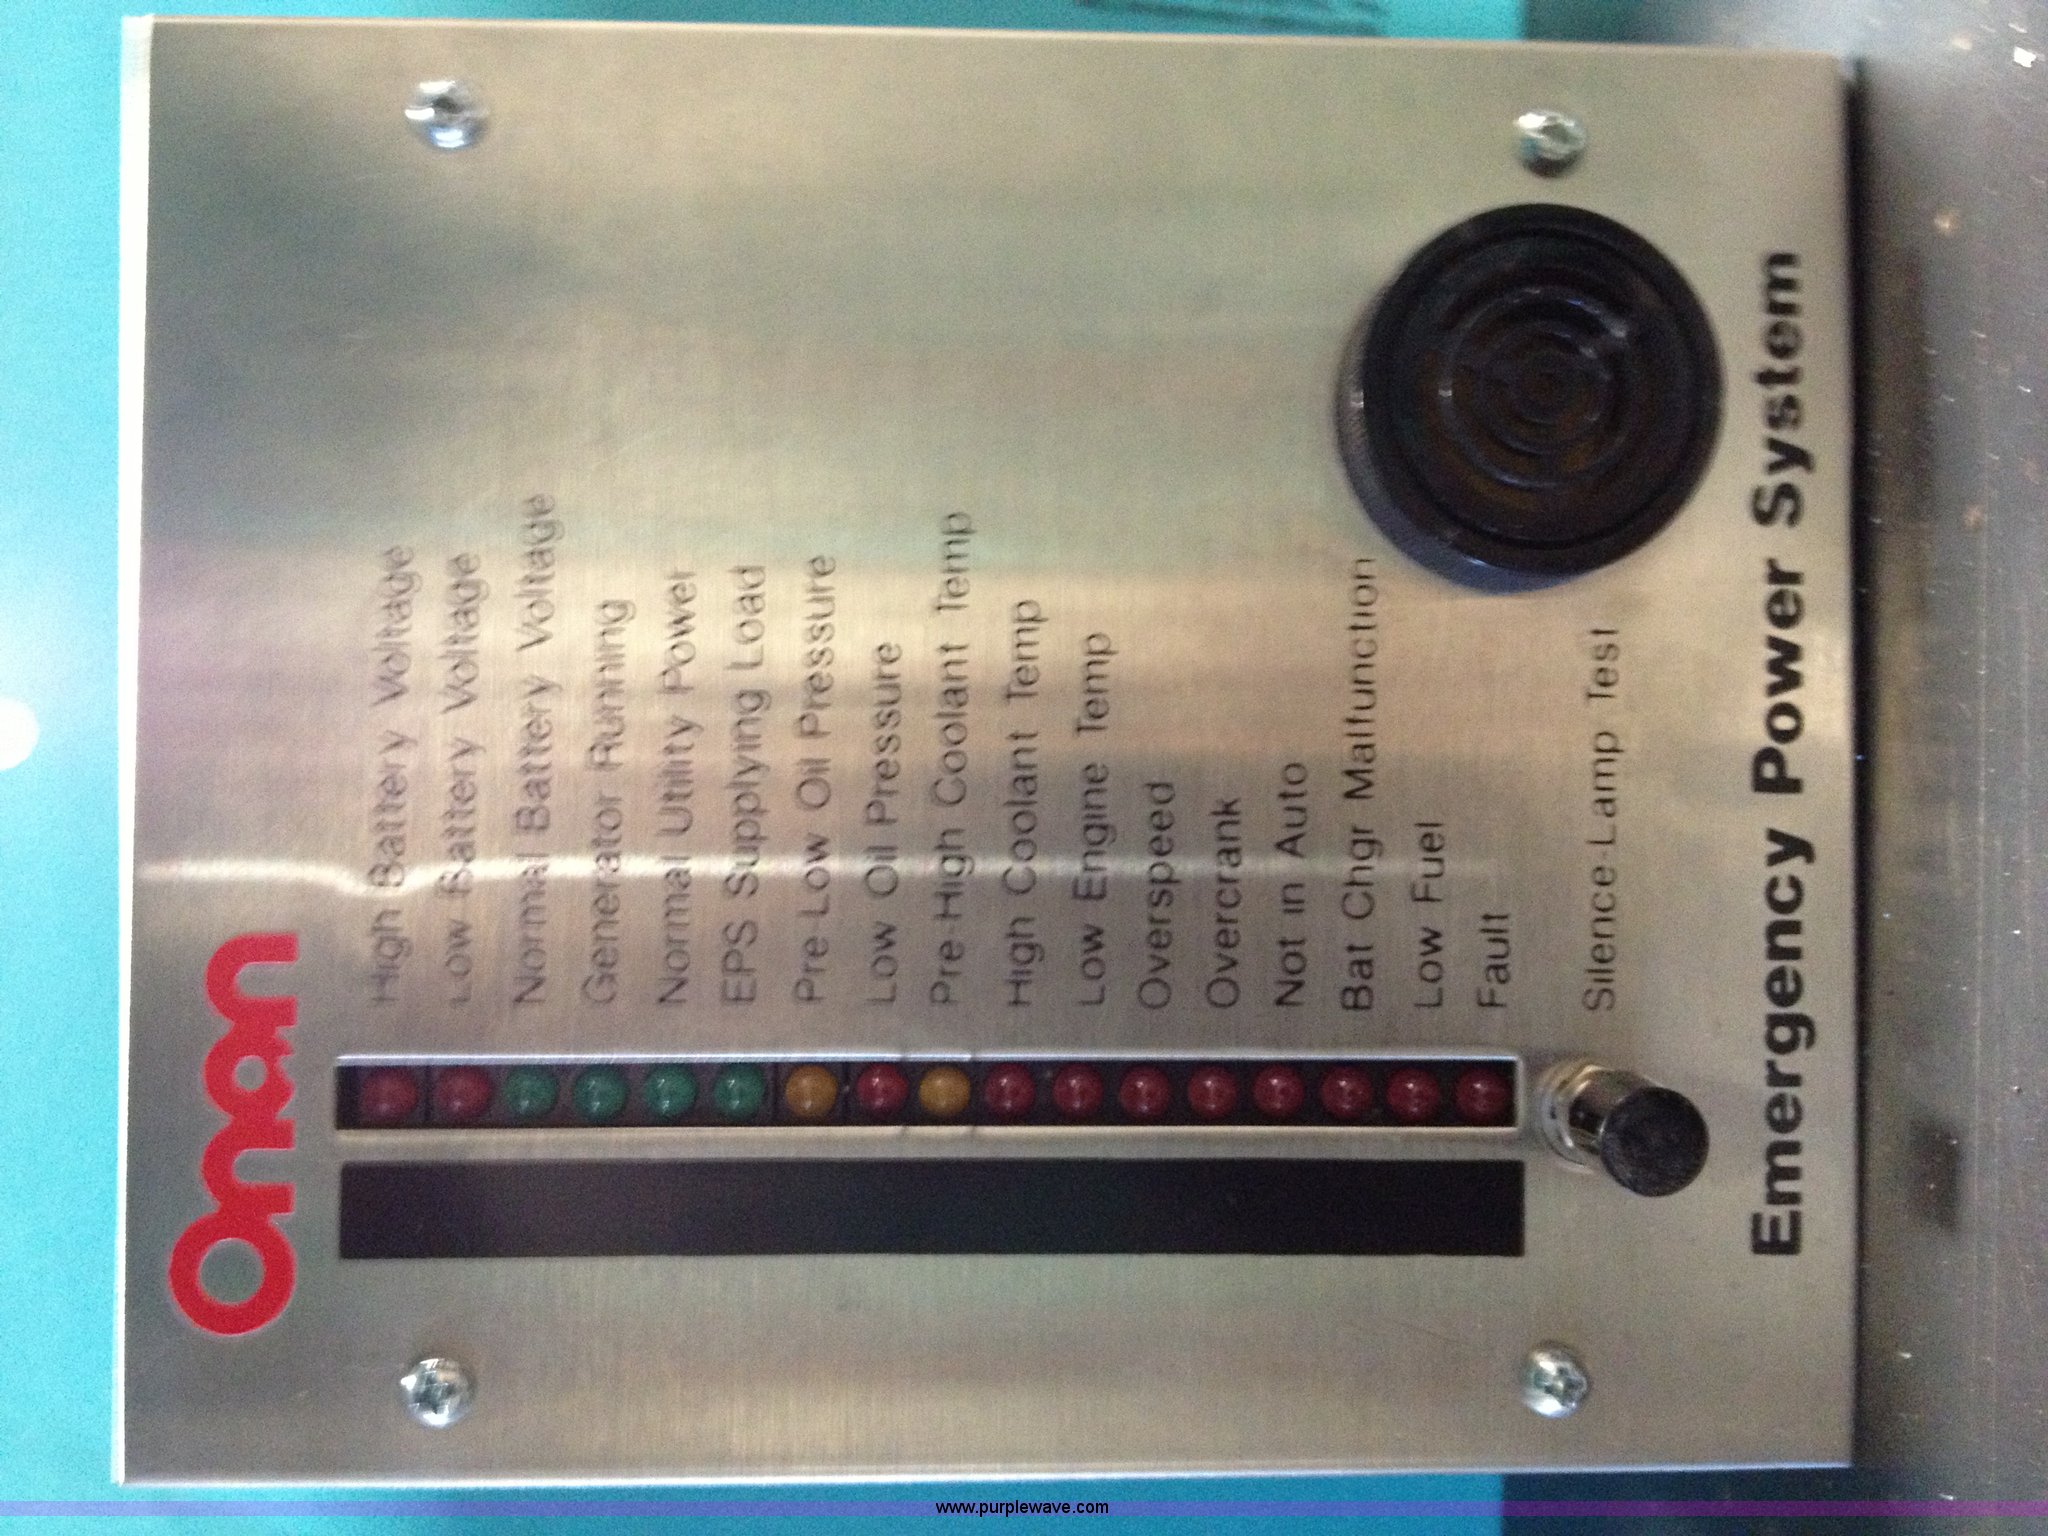 Onan
High Battery Voltage
Low Battery Voltage
Normal Battery Voltage
Generator Running
Normal Utility Power
EPS Supplying Load
Pre-Low Oil Pressure
Low Oil Pressure
Pre-High Coolant Temp
High Coolant Temp
Low Engine Temp
Overspeed
Overcrank
Not in Auto
Bat Chgr Malfunction
Low Fuel
Fault
Silence-Lamp Test
Emergency Power System
www.purplewave.com